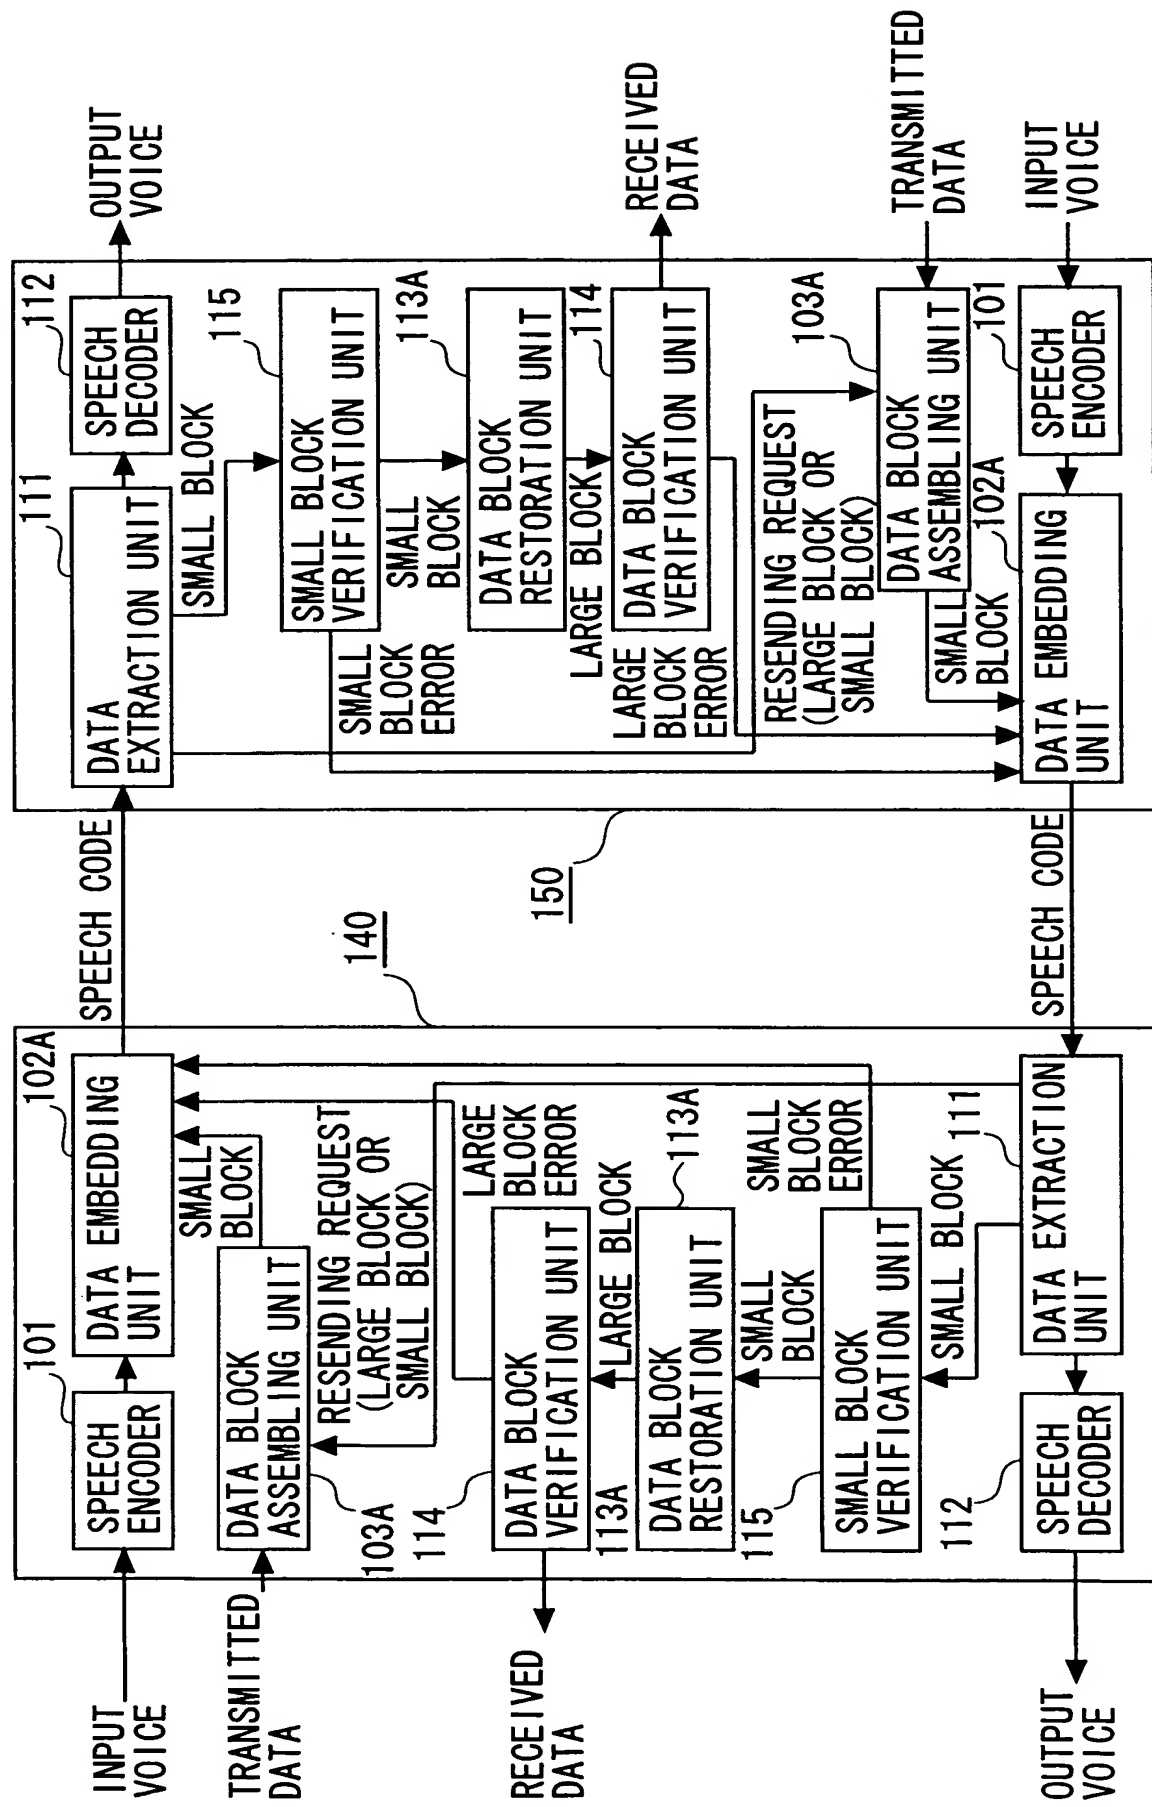 INPUT
VOICE
SPEECH
ENCODER
101
DATA EMBEDDING
UNIT
102A
SPEECH CODE
111
DATA
EXTRACTION UNIT
SPEECH
DECODER
112
OUTPUT
VOICE
TRANSMITTED
DATA
DATA BLOCK
ASSEMBLING UNIT
103A
SMALL
BLOCK
RESENDING REQUEST
(LARGE BLOCK OR
SMALL BLOCK)
140
SMALL BLOCK
SMALL BLOCK
VERIFICATION UNIT
115
SMALL
BLOCK
ERROR
SMALL
BLOCK
RECEIVED
DATA
114
DATA BLOCK
VERIFICATION UNIT
LARGE
BLOCK
ERROR
113A
LARGE BLOCK
DATA BLOCK
RESTORATION UNIT
113A
SMALL
BLOCK
115
SMALL BLOCK
VERIFICATION UNIT
SMALL
BLOCK
ERROR
SMALL BLOCK
150
DATA BLOCK
RESTORATION UNIT
113A
LARGE BLOCK
DATA BLOCK
VERIFICATION UNIT
114
LARGE
BLOCK
ERROR
RECEIVED
DATA
RESENDING REQUEST
(LARGE BLOCK OR
SMALL BLOCK)
DATA BLOCK
ASSEMBLING UNIT
103A
TRANSMITTED
DATA
SMALL
BLOCK
102A
OUTPUT
VOICE
112
SPEECH
DECODER
DATA EXTRACTION
UNIT
111
SPEECH CODE
DATA EMBEDDING
UNIT
SPEECH
ENCODER
101
INPUT
VOICE